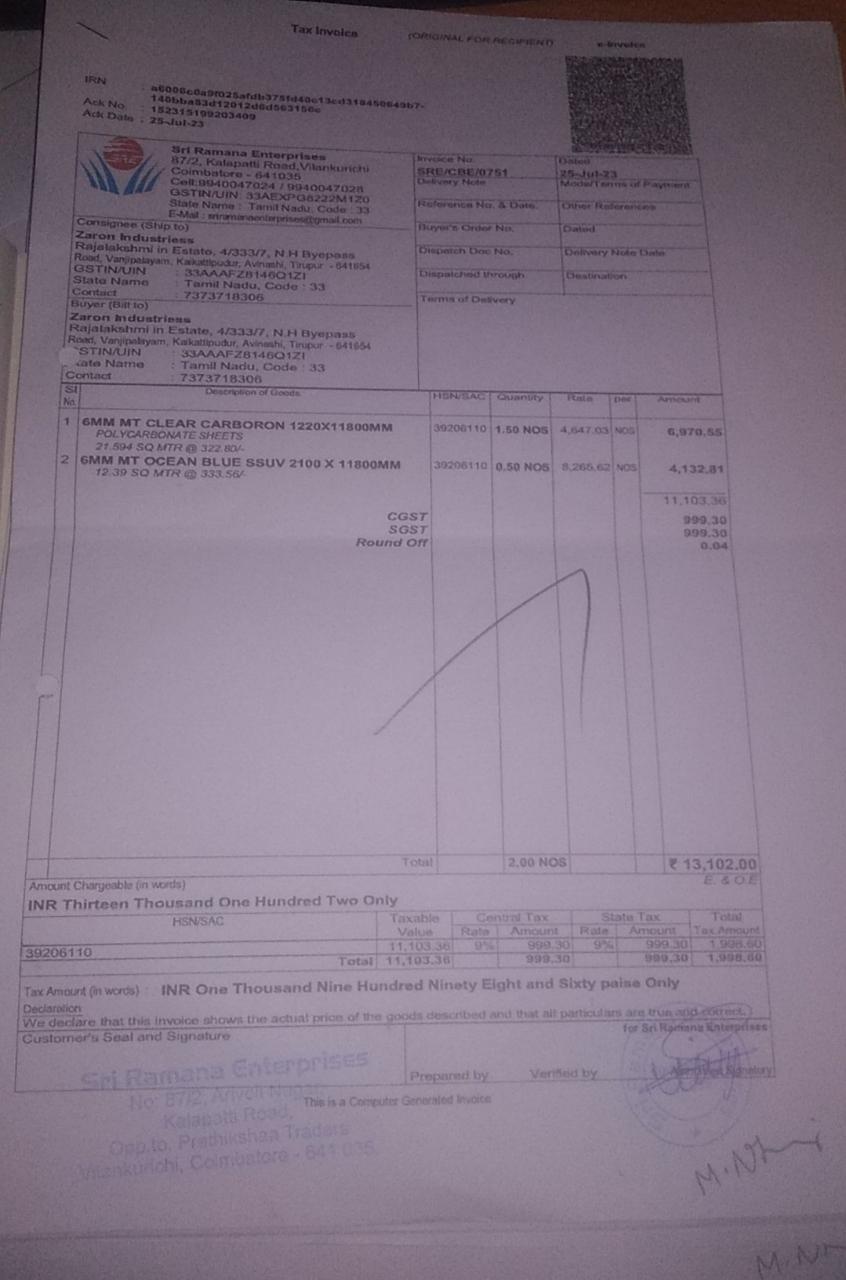 Tax Invoice (ORIGINAL FOR RECIPIENT) e-Invoice
IRN : a6006c0a9f025afdb375fd40c13cd318450649b7-
140bba83d12012d6d563156c
Ack No. : 152315199203409
Ack Date : 25-Jul-23
Sri Ramana Enterprises
87/2, Kalapatti Road,Vilankurichi
Coimbatore - 641035
Cell:9940047024 / 9940047028
GSTIN/UIN: 33AEXPG8222M1Z0
State Name : Tamil Nadu, Code : 33
E-Mail : sriramanaenterprises@gmail.com
Invoice No. Dated
SRE/CBE/0751 25-Jul-23
Delivery Note Mode/Terms of Payment
Reference No. & Date. Other References
Buyer's Order No. Dated
Dispatch Doc No. Delivery Note Date
Dispatched through Destination
Terms of Delivery
Consignee (Ship to)
Zaron Industriess
Rajalakshmi in Estate, 4/333/7, N.H Byepass
Road, Vanjipalayam, Kaikattipudur, Avinashi, Tirupur - 641654
GSTIN/UIN : 33AAAFZ8146Q1ZI
State Name : Tamil Nadu, Code : 33
Contact : 7373718306
Buyer (Bill to)
Zaron Industriess
Rajalakshmi in Estate, 4/333/7, N.H Byepass
Road, Vanjipalayam, Kaikattipudur, Avinashi, Tirupur - 641654
STIN/UIN : 33AAAFZ8146Q1ZI
ate Name : Tamil Nadu, Code : 33
Contact : 7373718306
Sl No. Description of Goods HSN/SAC Quantity Rate per Amount
1 6MM MT CLEAR CARBORON 1220X11800MM 39206110 1.50 NOS 4,647.03 NOS 6,970.55
POLYCARBONATE SHEETS
21.594 SQ MTR @ 322.80/-
2 6MM MT OCEAN BLUE SSUV 2100 X 11800MM 39206110 0.50 NOS 8,265.62 NOS 4,132.81
12.39 SQ MTR @ 333.56/-
11,103.36
CGST 999.30
SGST 999.30
Round Off 0.04
Total 2.00 NOS ₹ 13,102.00
Amount Chargeable (in words) E. & O.E
INR Thirteen Thousand One Hundred Two Only
HSN/SAC Taxable Central Tax State Tax Total
Value Rate Amount Rate Amount Tax Amount
39206110 11,103.36 9% 999.30 9% 999.30 1,998.60
Total 11,103.36 999.30 999.30 1,998.60
Tax Amount (in words) : INR One Thousand Nine Hundred Ninety Eight and Sixty paise Only
Declaration
We declare that this invoice shows the actual price of the goods described and that all particulars are true and correct.
Customer's Seal and Signature for Sri Ramana Enterprises
Prepared by Verified by Signatory
Sri Ramana Enterprises
No: 87/2, Arivoli Nagar,
Kalapatti Road,
Opp.to. Prathikshaa Traders
Vilankurichi, Coimbatore - 641 035.
This is a Computer Generated Invoice